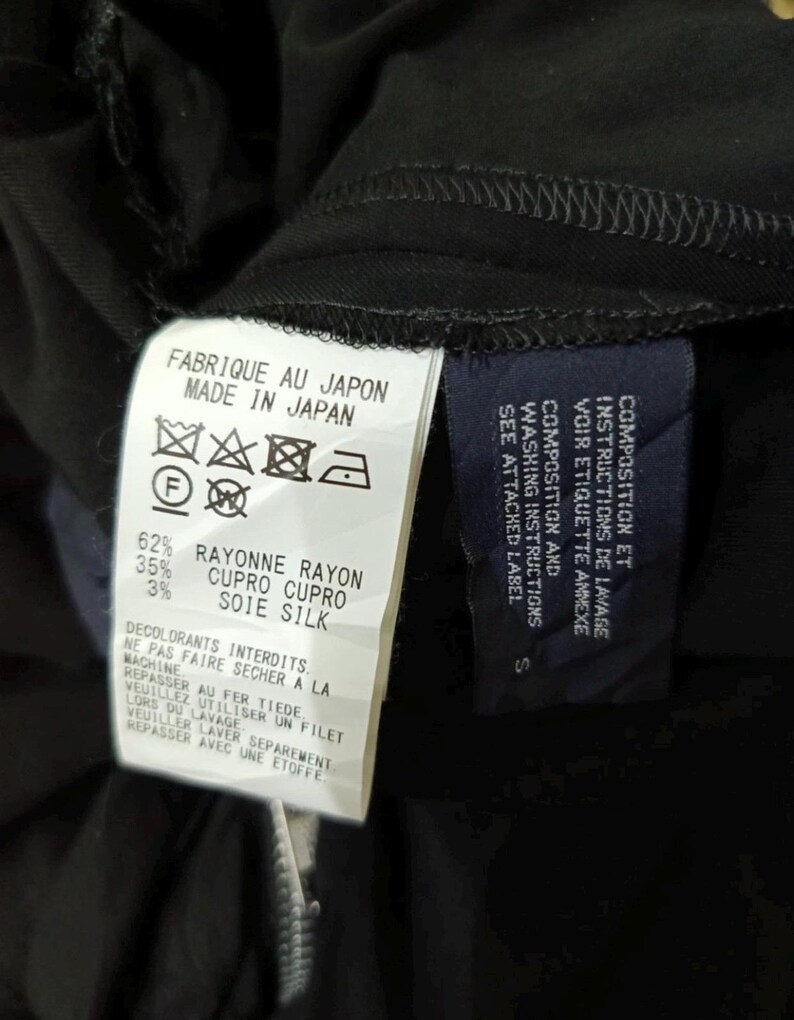 FABRIQUE AU JAPON
MADE IN JAPAN
F
W
62% RAYONNE RAYON
35% CUPRO CUPRO
3% SOIE SILK
DECOLORANTS INTERDITS.
NE PAS FAIRE SECHER A LA
MACHINE.
REPASSER AU FER TIEDE.
VEUILLEZ UTILISER UN FILET
LORS DU LAVAGE.
VEUILLER LAVER SEPAREMENT.
REPASSER AVEC UNE ETOFFE.
COMPOSITION ET
INSTRUCTIONS DE LAVAGE
VOIR ETIQUETTE ANNEXE
COMPOSITION AND
WASHING INSTRUCTIONS
SEE ATTACHED LABEL
S